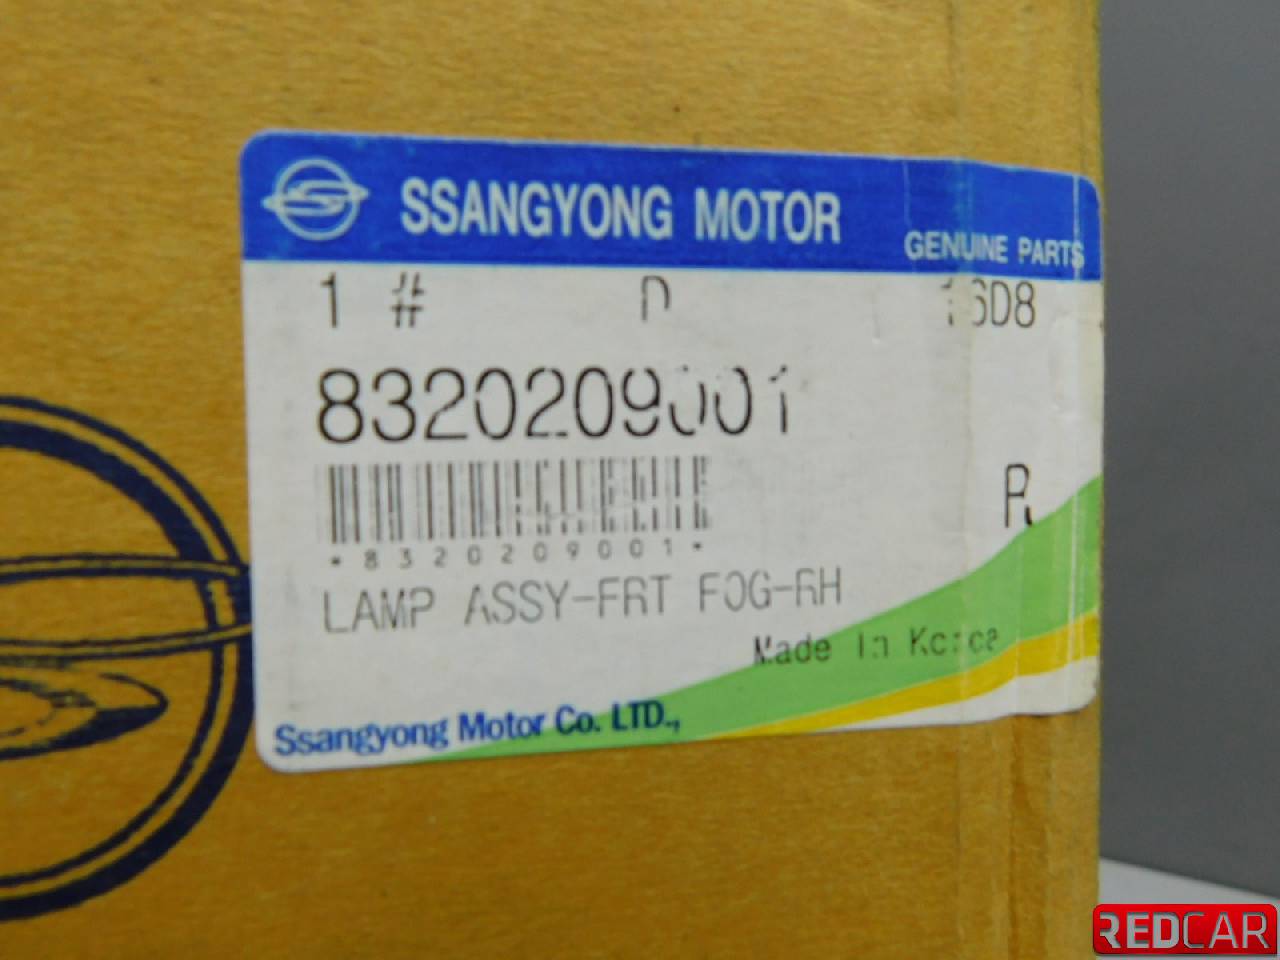 SSANGYONG MOTOR
GENUINE PARTS
1 # D 16D8
8320209001
R
*8320209001*
LAMP ASSY-FRT FOG-RH
Made In Korea
Ssangyong Motor Co. LTD.,
REDCAR